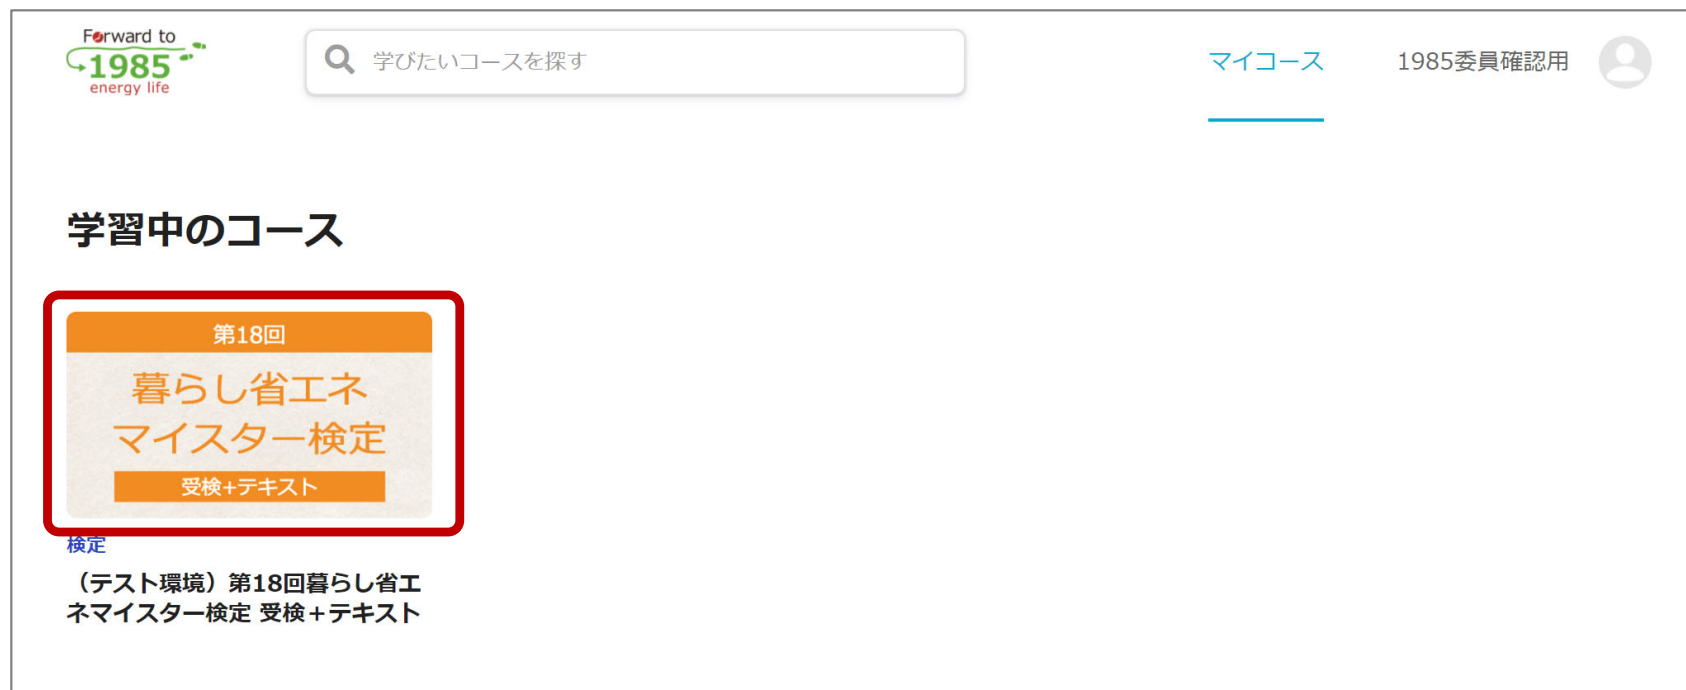 Forward to
1985
energy life
学びたいコースを探す
マイコース
1985委員確認用
学習中のコース
第18回
暮らし省エネ
マイスター検定
受検+テキスト
検定
（テスト環境）第18回暮らし省エ
ネマイスター検定 受検＋テキスト